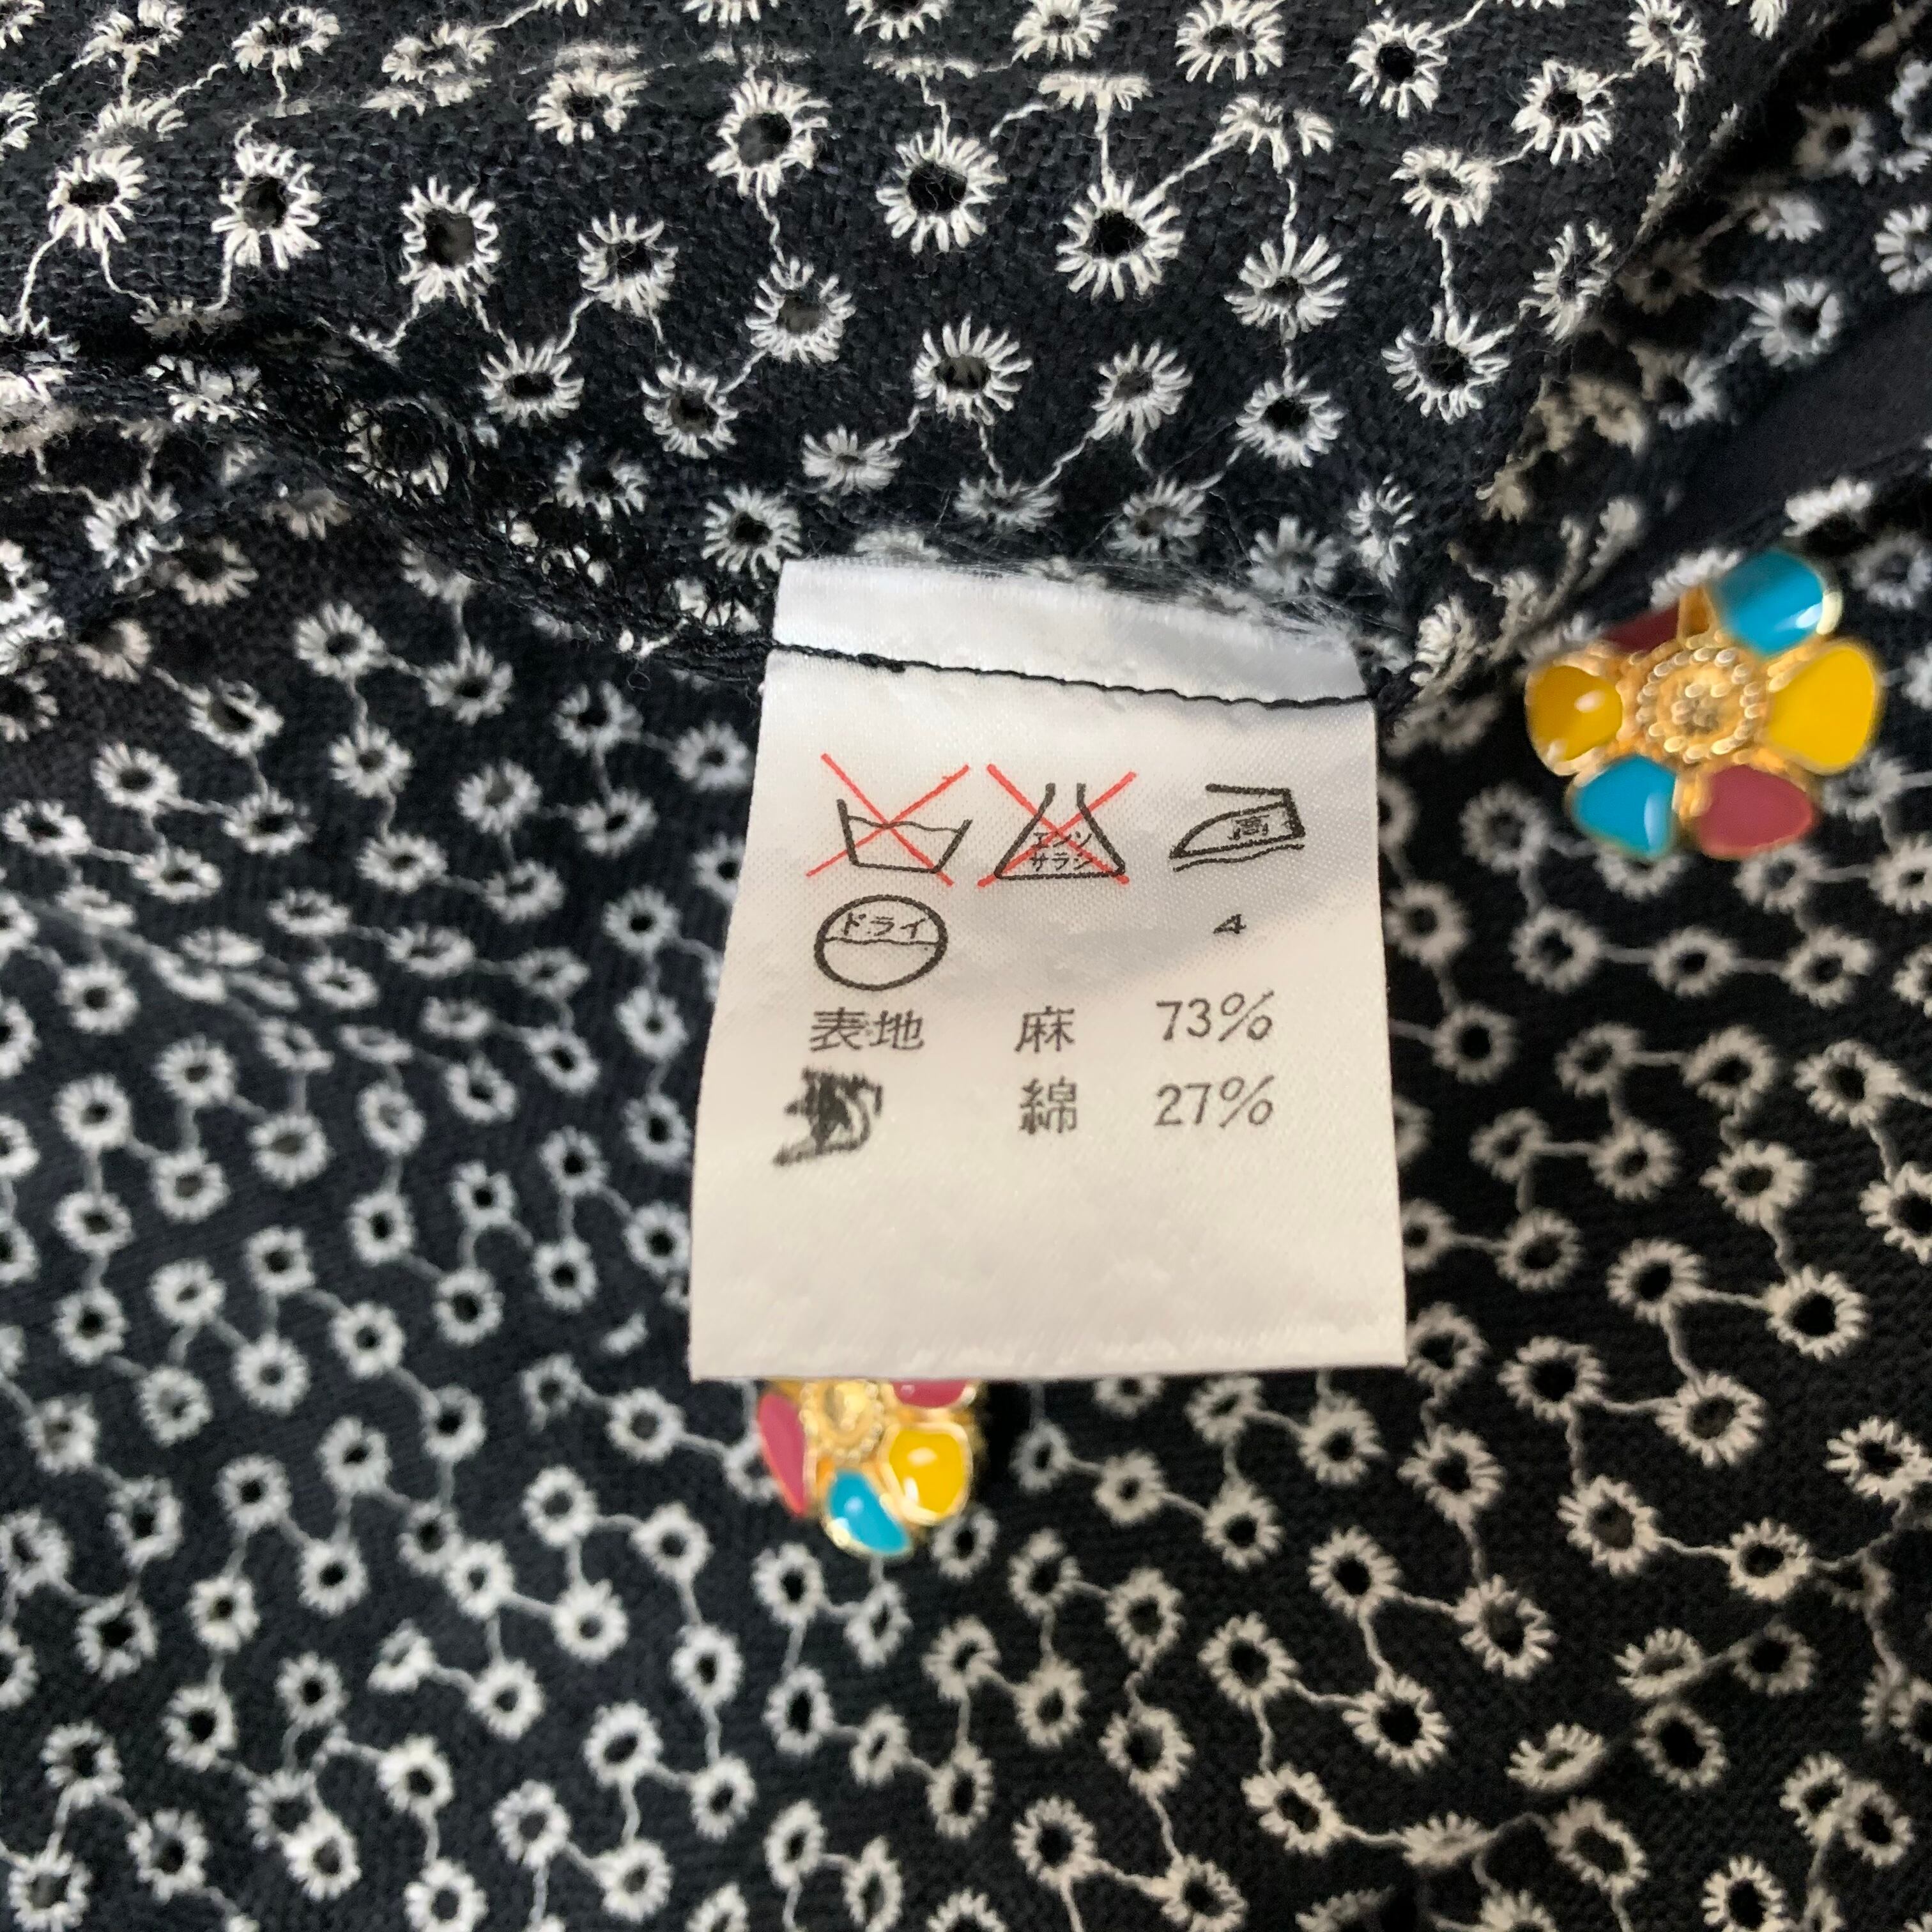 エンソ
サラシ
高
ドライ
4
表地 麻 73%
綿 27%